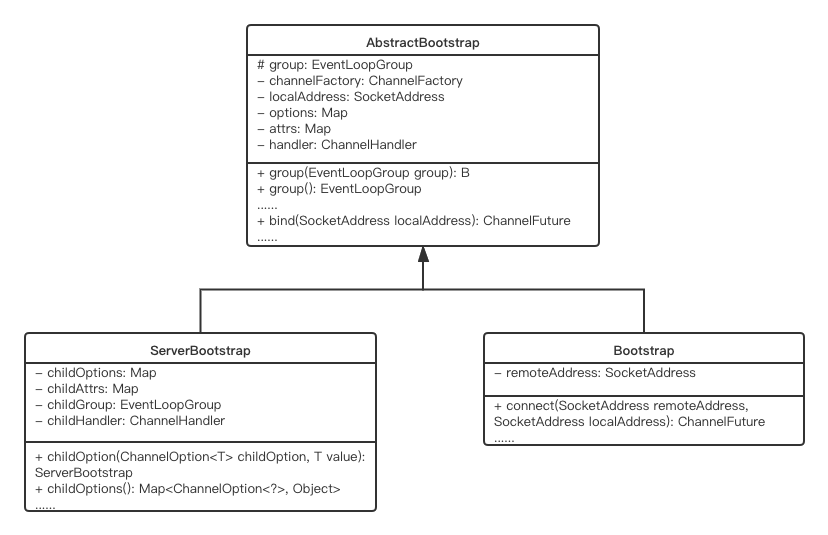 AbstractBootstrap
# group: EventLoopGroup
– channelFactory: ChannelFactory
– localAddress: SocketAddress
– options: Map
– attrs: Map
– handler: ChannelHandler
+ group(EventLoopGroup group): B
+ group(): EventLoopGroup
......
+ bind(SocketAddress localAddress): ChannelFuture
......
ServerBootstrap
– childOptions: Map
– childAttrs: Map
– childGroup: EventLoopGroup
– childHandler: ChannelHandler
+ childOption(ChannelOption<T> childOption, T value):
ServerBootstrap
+ childOptions(): Map<ChannelOption<?>, Object>
......
Bootstrap
– remoteAddress: SocketAddress
+ connect(SocketAddress remoteAddress,
SocketAddress localAddress): ChannelFuture
......